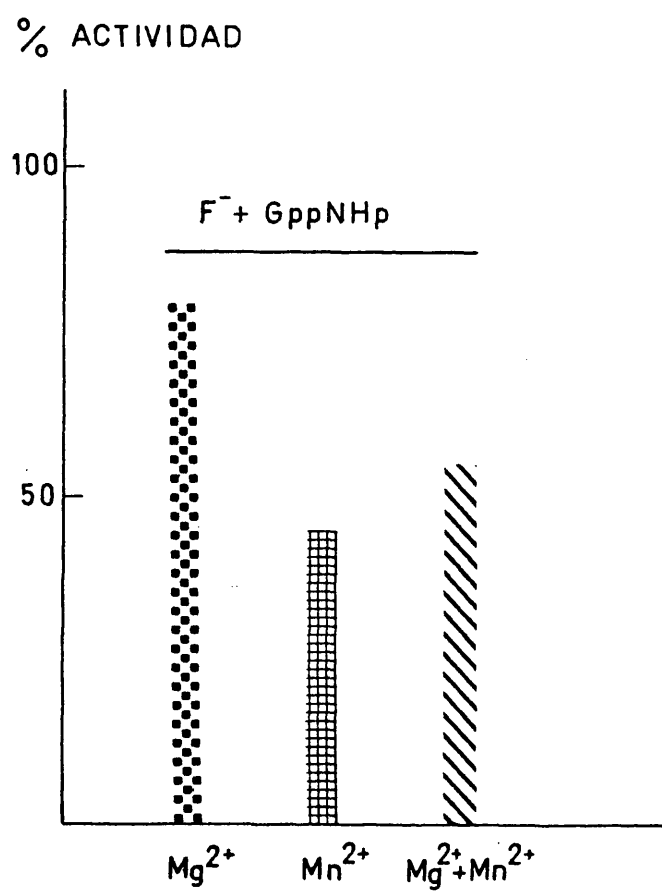 % ACTIVIDAD
100
F⁻+ GppNHp
50
Mg²⁺ Mn²⁺ Mg²⁺+Mn²⁺